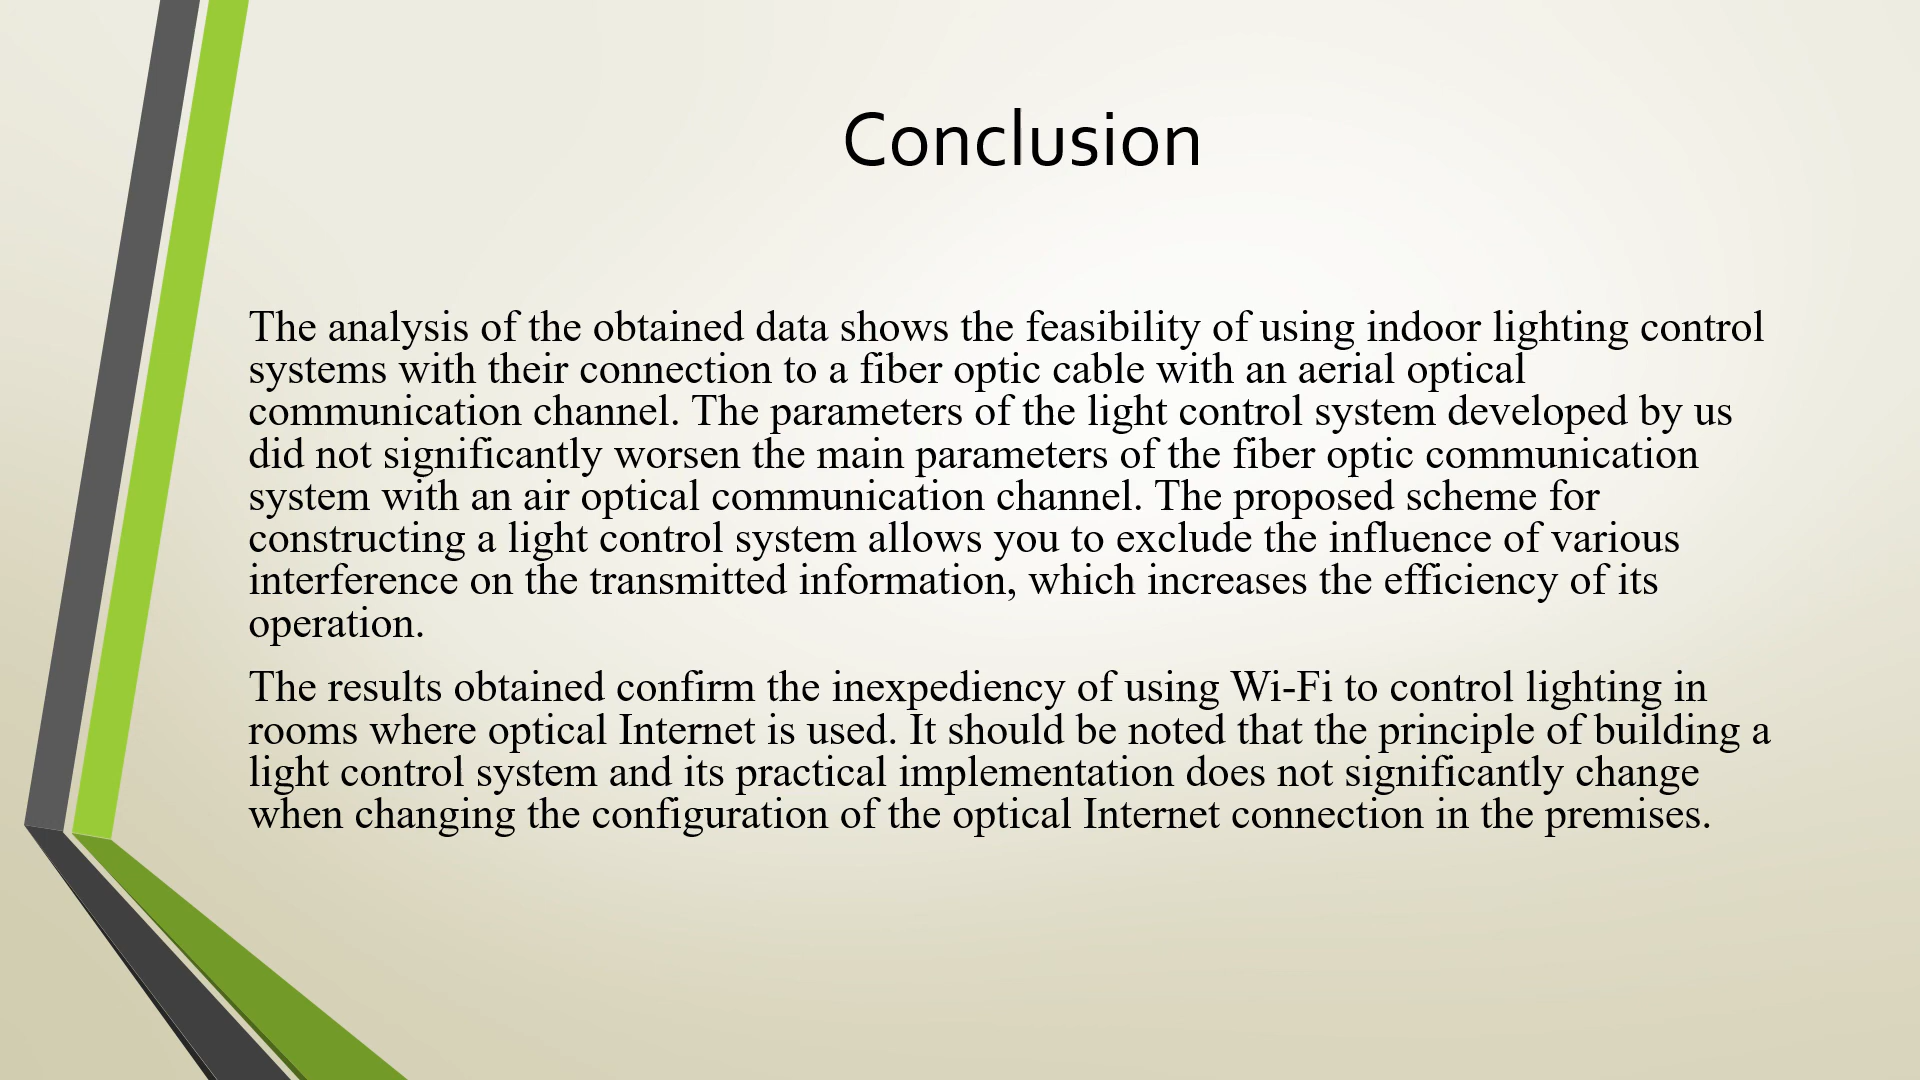 Conclusion
The analysis of the obtained data shows the feasibility of using indoor lighting control
systems with their connection to a fiber optic cable with an aerial optical
communication channel. The parameters of the light control system developed by us
did not significantly worsen the main parameters of the fiber optic communication
system with an air optical communication channel. The proposed scheme for
constructing a light control system allows you to exclude the influence of various
interference on the transmitted information, which increases the efficiency of its
operation.
The results obtained confirm the inexpediency of using Wi-Fi to control lighting in
rooms where optical Internet is used. It should be noted that the principle of building a
light control system and its practical implementation does not significantly change
when changing the configuration of the optical Internet connection in the premises.